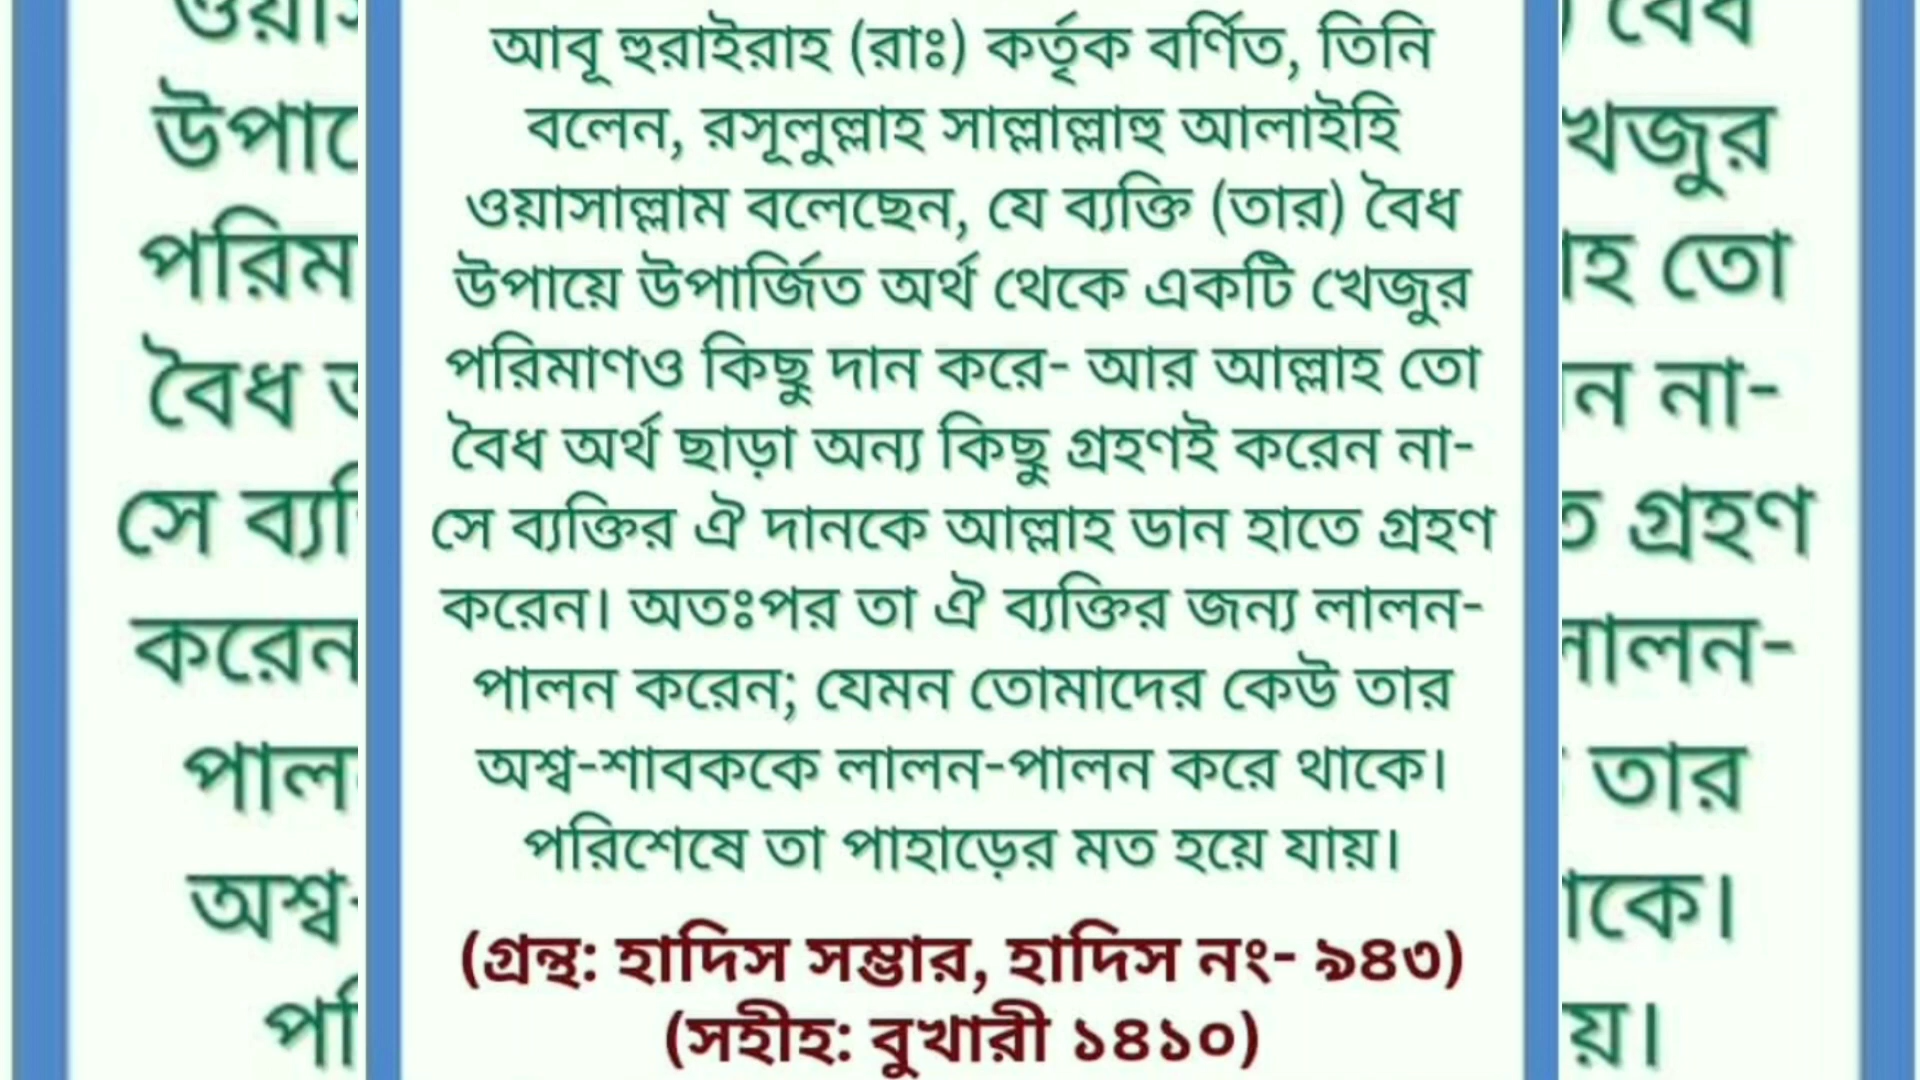 আবূ হুরাইরাহ (রাঃ) কর্তৃক বর্ণিত, তিনি
বলেন, রসূলুল্লাহ সাল্লাল্লাহু আলাইহি
ওয়াসাল্লাম বলেছেন, যে ব্যক্তি (তার) বৈধ
উপায়ে উপার্জিত অর্থ থেকে একটি খেজুর
পরিমাণও কিছু দান করে- আর আল্লাহ তো
বৈধ অর্থ ছাড়া অন্য কিছু গ্রহণই করেন না-
সে ব্যক্তির ঐ দানকে আল্লাহ ডান হাতে গ্রহণ
করেন। অতঃপর তা ঐ ব্যক্তির জন্য লালন-
পালন করেন; যেমন তোমাদের কেউ তার
অশ্ব-শাবককে লালন-পালন করে থাকে।
পরিশেষে তা পাহাড়ের মত হয়ে যায়।
(গ্রন্থ: হাদিস সম্ভার, হাদিস নং- ৯৪৩)
(সহীহ: বুখারী ১৪১০)